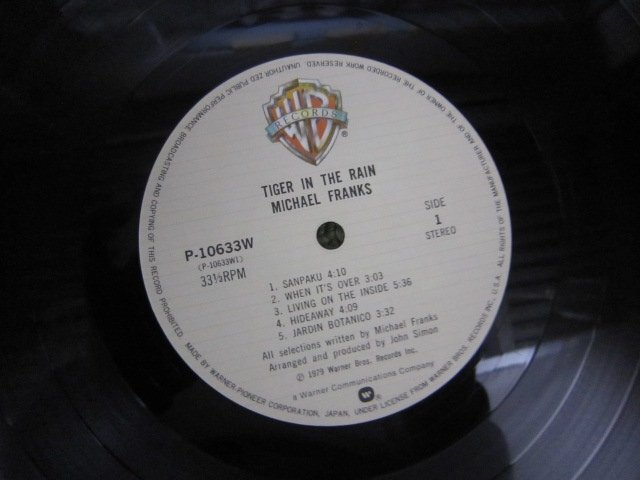 WB
RECORDS
®
TIGER IN THE RAIN
MICHAEL FRANKS
P-10633W
(P-10633W1)
33⅓RPM
SIDE
1
STEREO
1. SANPAKU 4:10
2. WHEN IT'S OVER 3:03
3. LIVING ON THE INSIDE 5:36
4. HIDEAWAY 4:09
5. JARDIN BOTANICO 3:32
All selections written by Michael Franks
Arranged and produced by John Simon
© 1979 Warner Bros. Records Inc.
a Warner Communications Company
®
MADE BY WARNER-PIONEER CORPORATION, JAPAN, UNDER LICENSE FROM WARNER BROS. RECORDS INC., U.S.A. ALL RIGHTS OF THE MANUFACTURER AND OF THE OWNER OF THE RECORDED WORK RESERVED. UNAUTHORIZED PUBLIC PERFORMANCE, BROADCASTING AND COPYING OF THIS RECORD PROHIBITED.